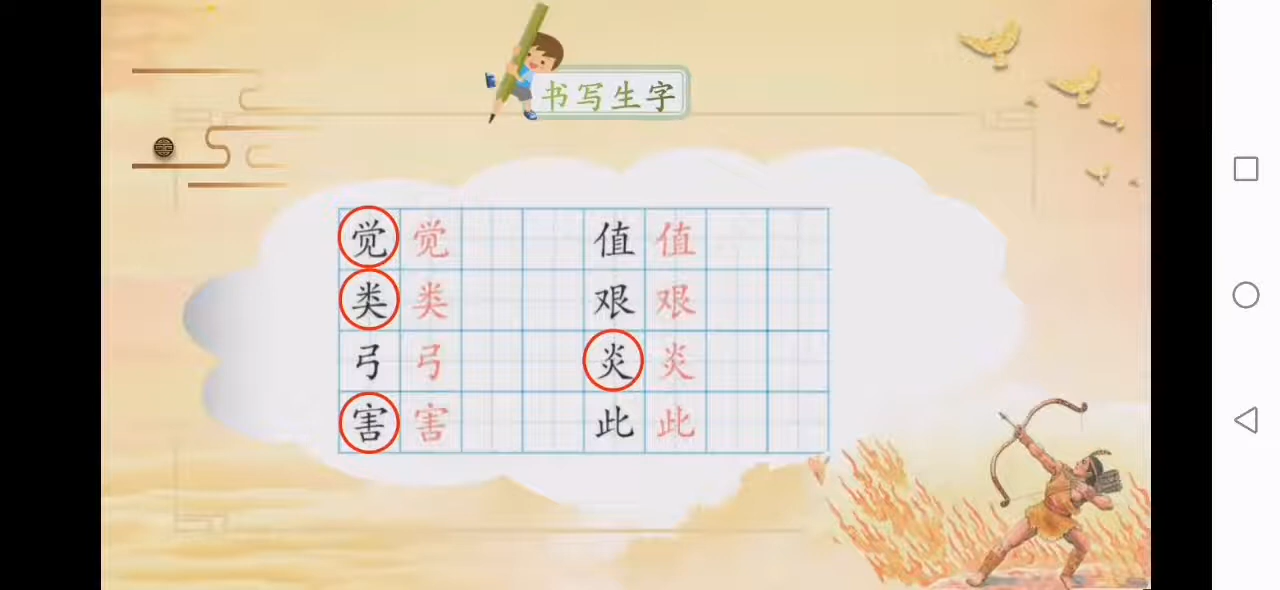 书写生字
觉 觉 值 值
类 类 艰 艰
弓 弓 炎 炎
害 害 此 此